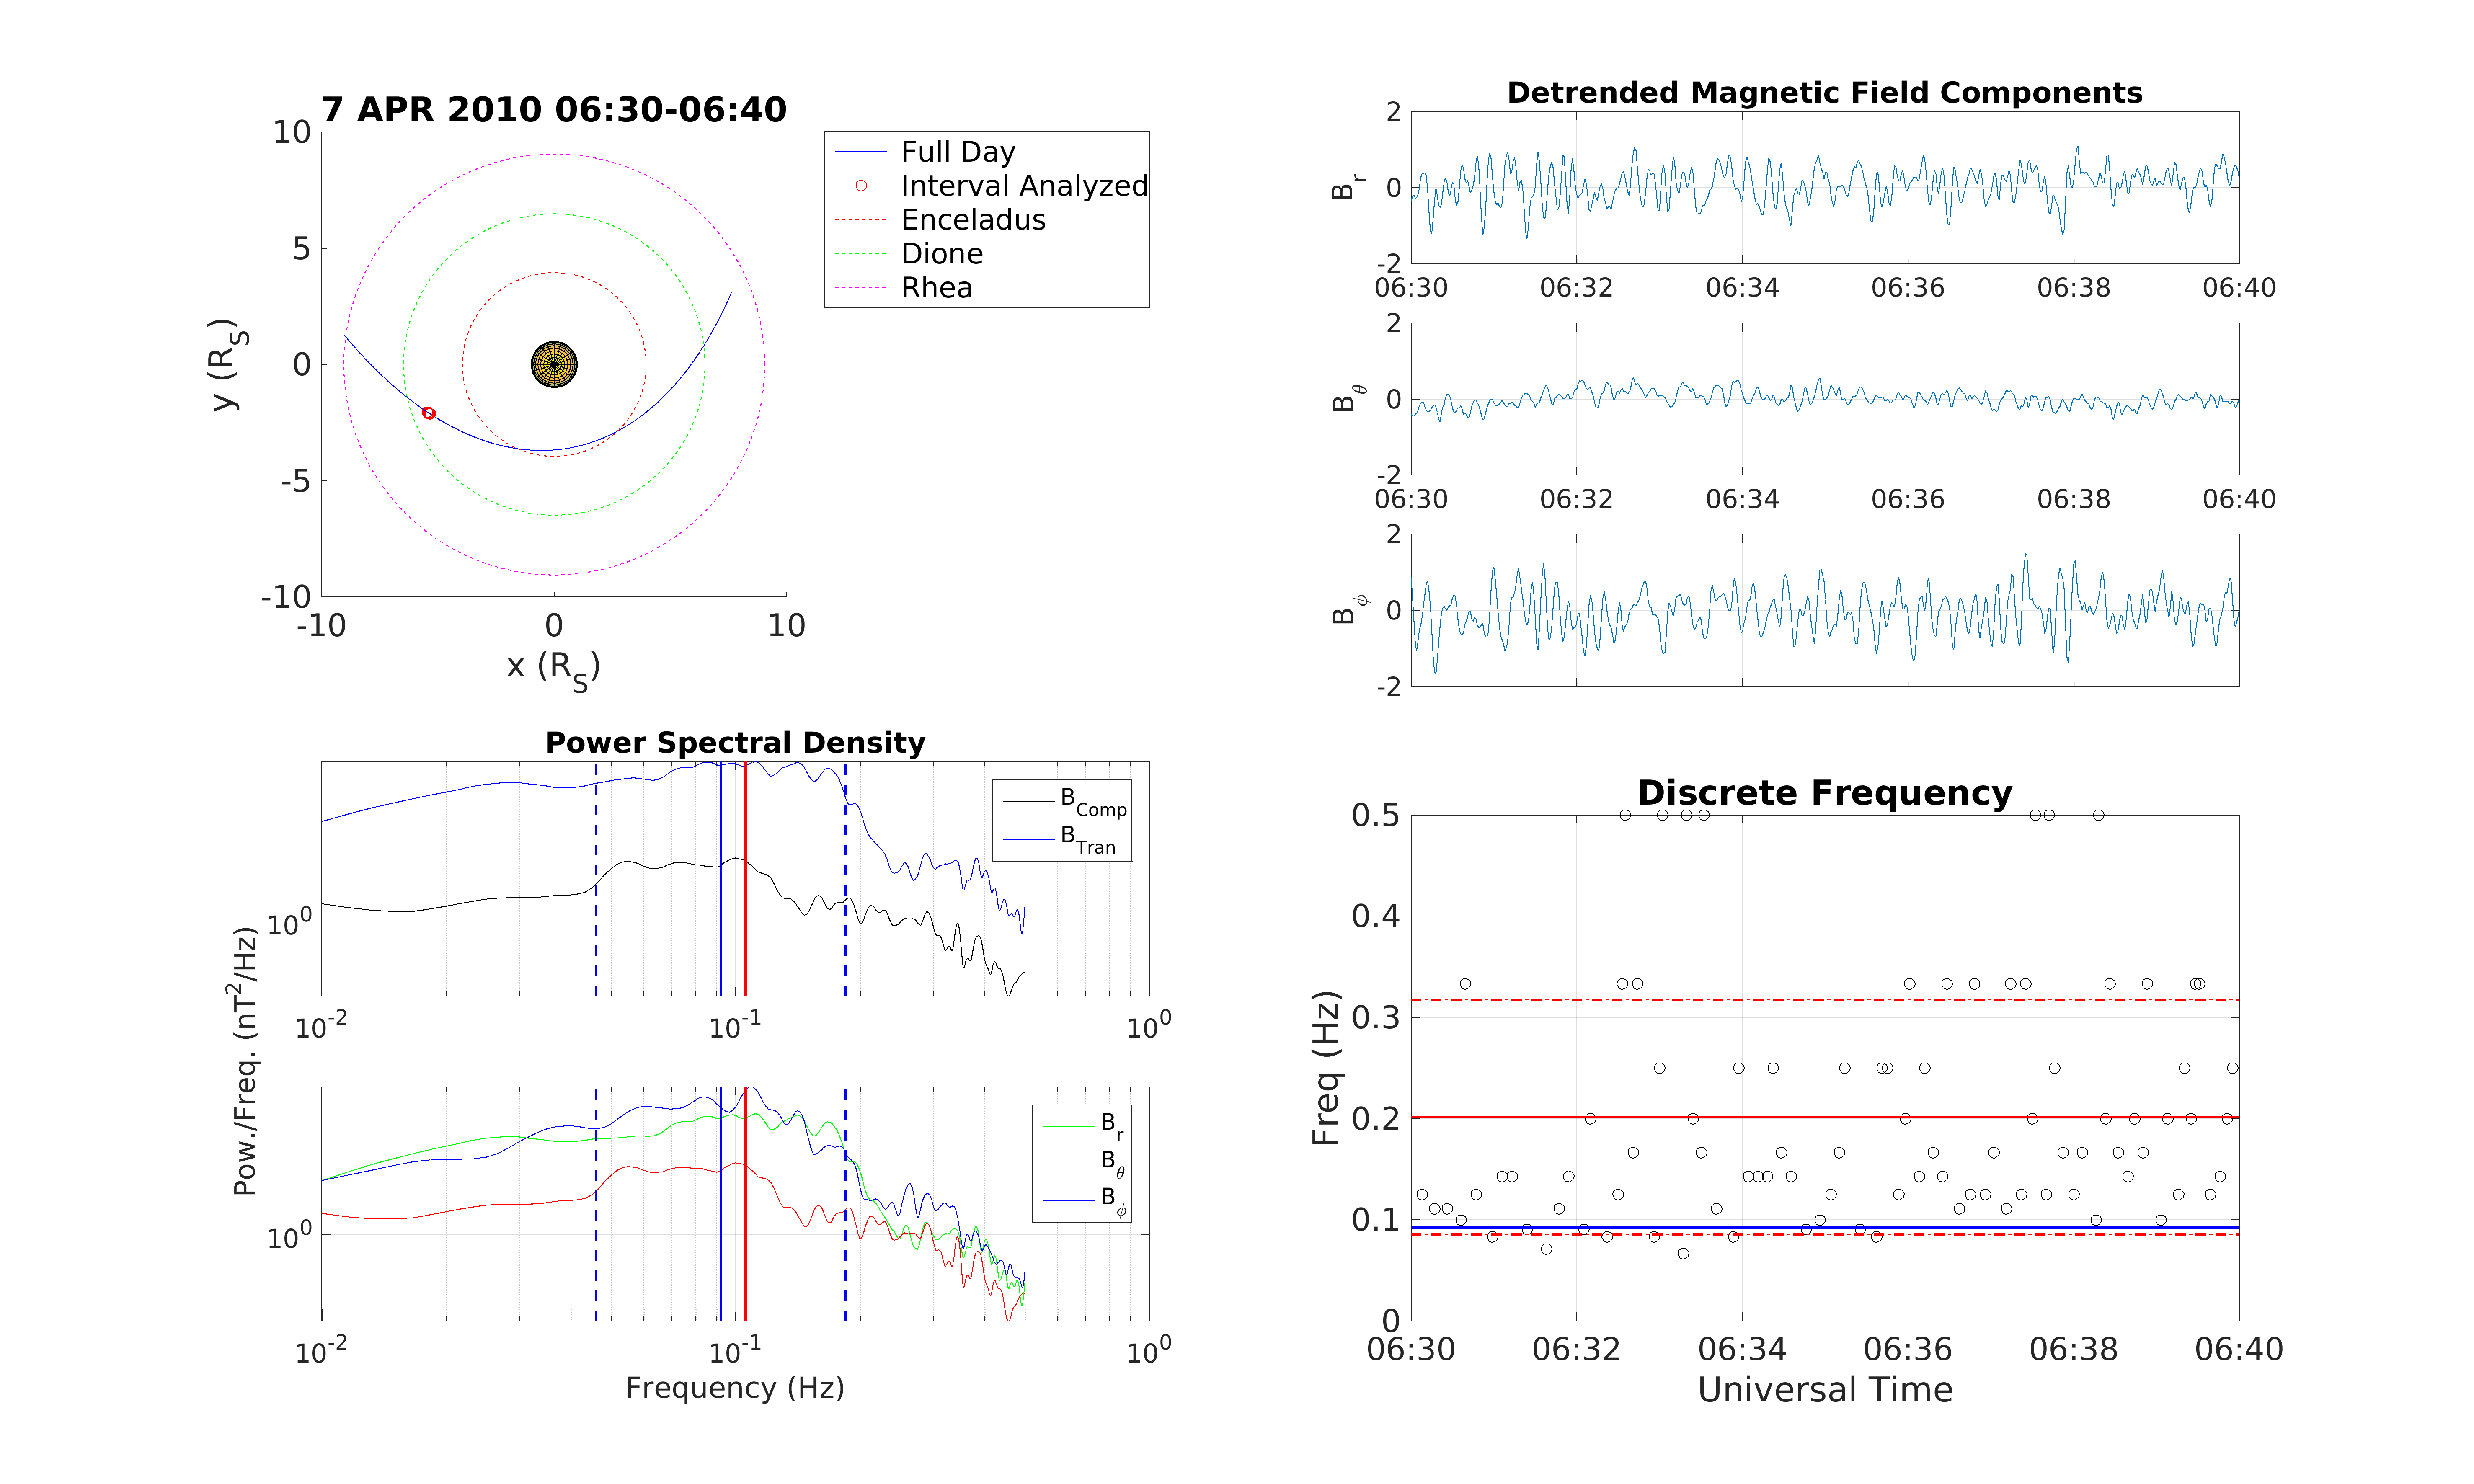 7 APR 2010 06:30-06:40
10
5
0
-5
-10
-10 0 10
y (R_S)
x (R_S)
Full Day
Interval Analyzed
Enceladus
Dione
Rhea
Detrended Magnetic Field Components
2
0
-2
B_r
06:30 06:32 06:34 06:36 06:38 06:40
2
0
-2
B_θ
06:30 06:32 06:34 06:36 06:38 06:40
2
0
-2
B_ϕ
Power Spectral Density
10^0
10^-2 10^-1 10^0
B_Comp
B_Tran
Pow./Freq. (nT^2/Hz)
10^0
10^-2 10^-1 10^0
B_r
B_θ
B_ϕ
Frequency (Hz)
Discrete Frequency
0.5
0.4
0.3
0.2
0.1
0
Freq (Hz)
06:30 06:32 06:34 06:36 06:38 06:40
Universal Time